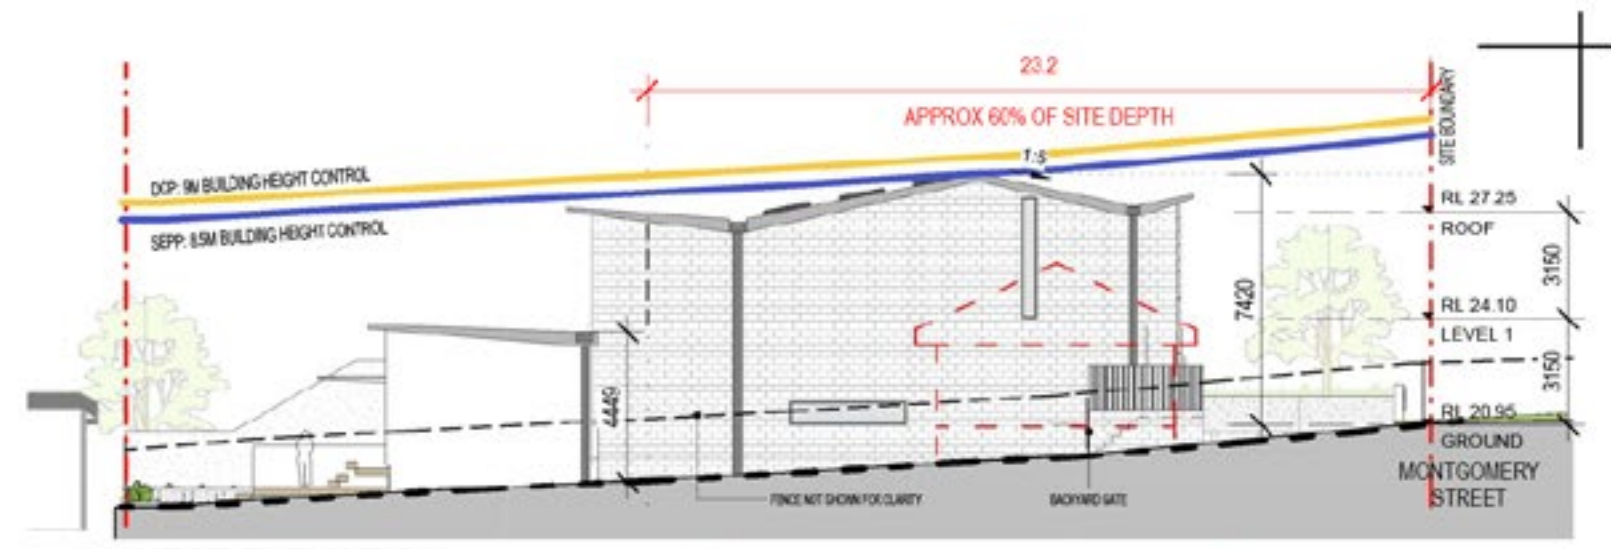 23.2
APPROX 60% OF SITE DEPTH
SITE BOUNDARY
DCP: 9M BUILDING HEIGHT CONTROL
SEPP: 8.5M BUILDING HEIGHT CONTROL
1:5
RL 27.25
ROOF
3150
7420
RL 24.10
LEVEL 1
3150
4449
RL 20.95
GROUND
MONTGOMERY
STREET
FENCE NOT SHOWN FOR CLARITY
BACKYARD GATE